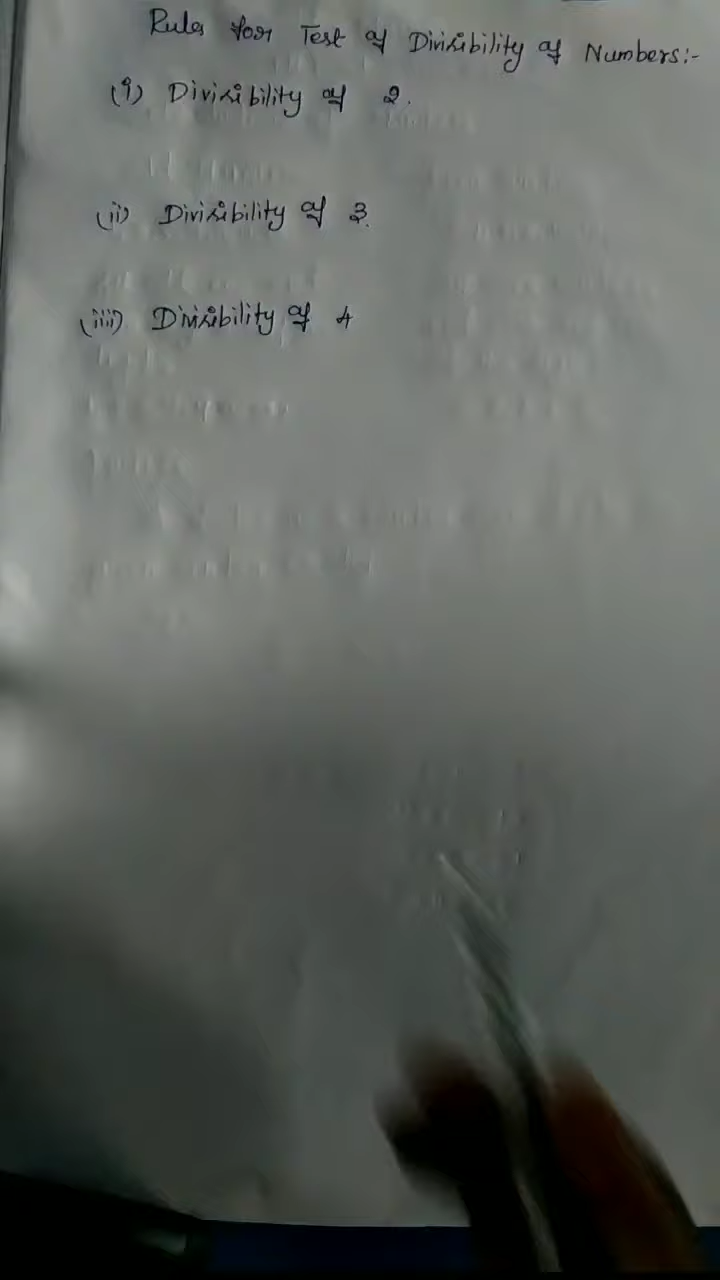 Rules for Test of Divisibility of Numbers:-
(i) Divisibility of 2.
(ii) Divisibility of 3.
(iii) Divisibility of 4